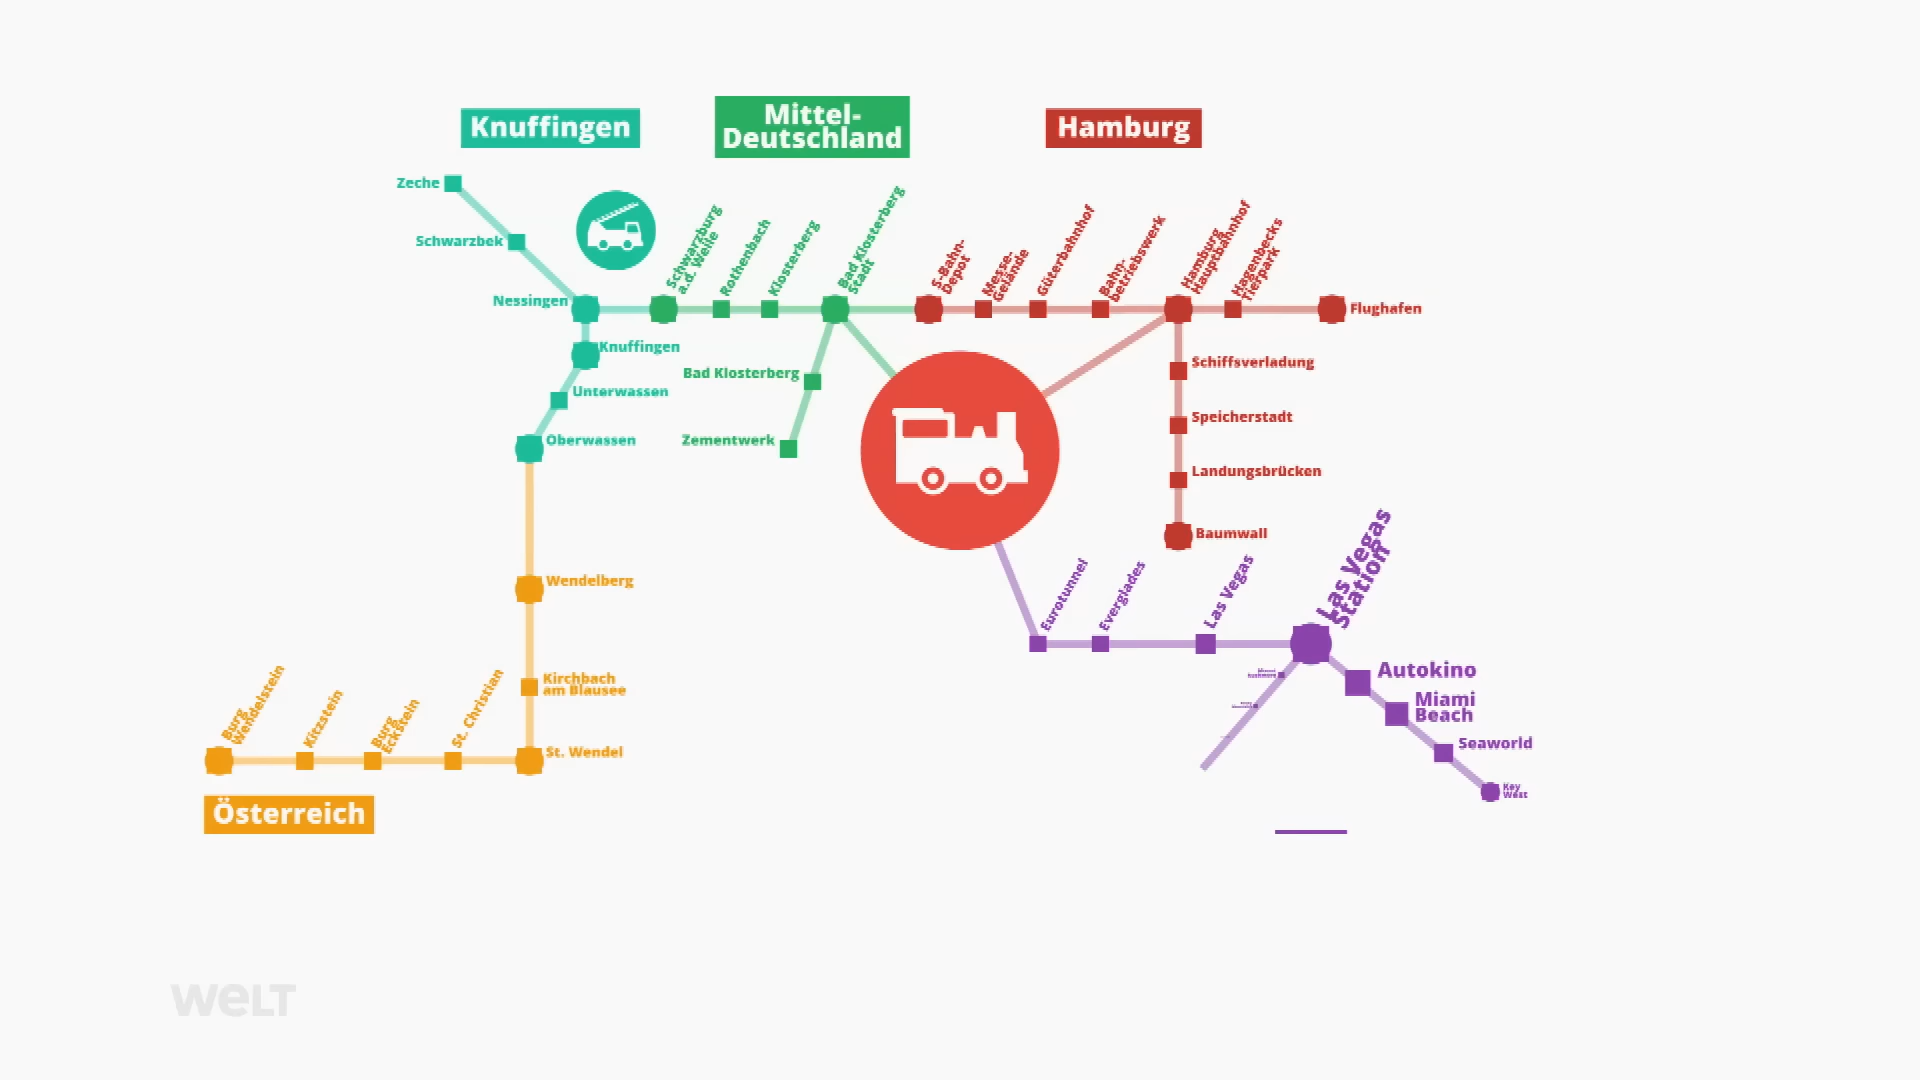 Knuffingen
Mittel-
Deutschland
Hamburg
Zeche
Schwarzbek
Nessingen
Knuffingen
Unterwassen
Oberwassen
Schwarzburg
a.d. Weile
Rothenbach
Klosterberg
Bad Klosterberg
Stadt
Bad Klosterberg
Zementwerk
S-Bahn-
Depot
Messe-
Gelände
Güterbahnhof
Bahn-
betriebswerk
Hamburg
Hauptbahnhof
Hagenbecks
Tierpark
Flughafen
Schiffsverladung
Speicherstadt
Landungsbrücken
Baumwall
Wendelberg
Kirchbach
am Blausee
St. Wendel
St. Christian
Burg
Eckstein
Kitzstein
Burg
Wendelstein
Österreich
Eurotunnel
Everglades
Las Vegas
Las Vegas
Station
Autokino
Miami
Beach
Seaworld
Key
West
WELT